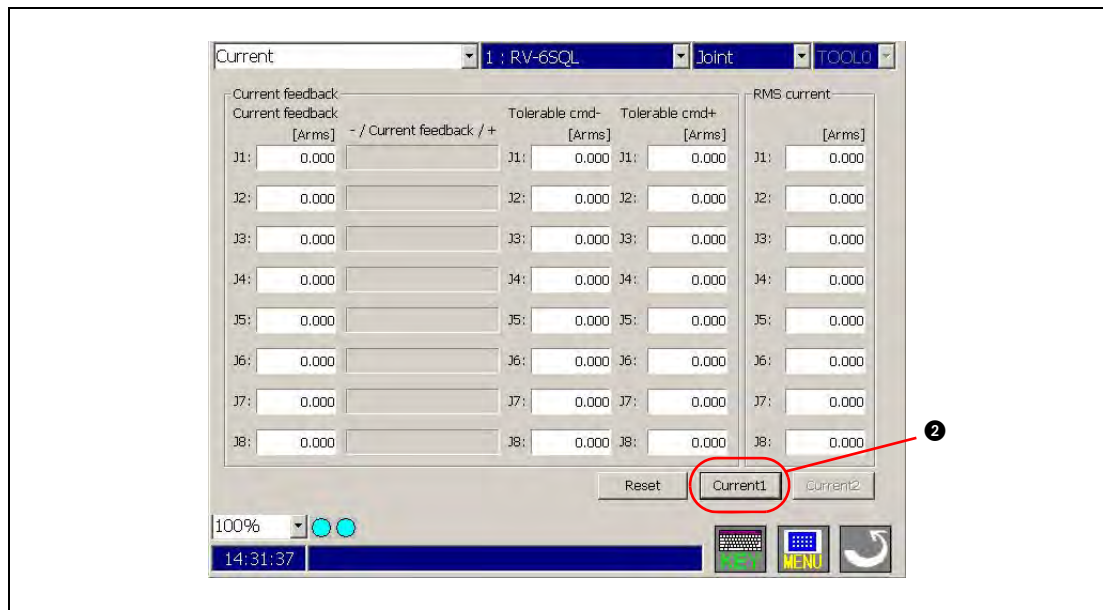 Current 1 : RV-6SQL Joint TOOL0
Current feedback RMS current
Current feedback Tolerable cmd- Tolerable cmd+
[Arms] - / Current feedback / + [Arms] [Arms] [Arms]
J1: 0.000 J1: 0.000 J1: 0.000 J1: 0.000
J2: 0.000 J2: 0.000 J2: 0.000 J2: 0.000
J3: 0.000 J3: 0.000 J3: 0.000 J3: 0.000
J4: 0.000 J4: 0.000 J4: 0.000 J4: 0.000
J5: 0.000 J5: 0.000 J5: 0.000 J5: 0.000
J6: 0.000 J6: 0.000 J6: 0.000 J6: 0.000
J7: 0.000 J7: 0.000 J7: 0.000 J7: 0.000
J8: 0.000 J8: 0.000 J8: 0.000 J8: 0.000
2
Reset Current1 Current2
100%
14:31:37 KEY MENU